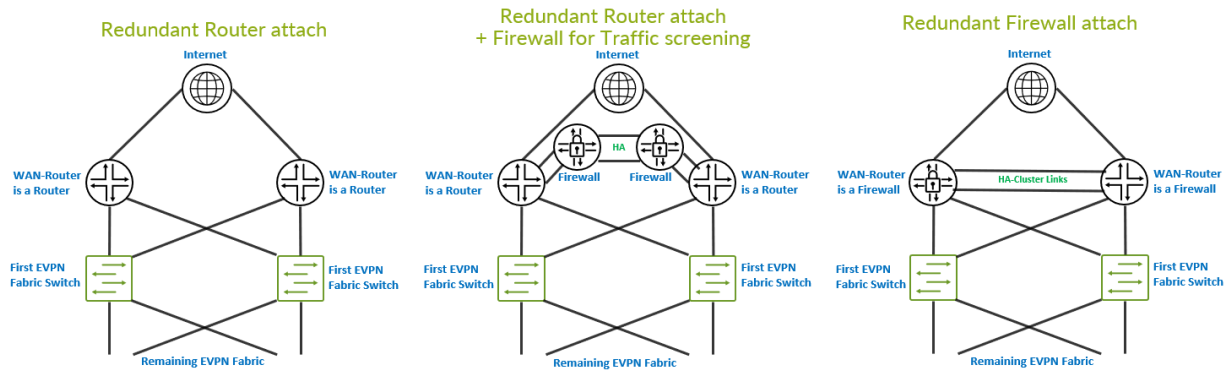 Redundant Router attach
Internet
WAN-Router
is a Router
WAN-Router
is a Router
First EVPN
Fabric Switch
First EVPN
Fabric Switch
Remaining EVPN Fabric
Redundant Router attach
+ Firewall for Traffic screening
Internet
HA
Firewall
Firewall
WAN-Router
is a Router
WAN-Router
is a Router
First EVPN
Fabric Switch
First EVPN
Fabric Switch
Remaining EVPN Fabric
Redundant Firewall attach
Internet
WAN-Router
is a Firewall
HA-Cluster Links
WAN-Router
is a Firewall
First EVPN
Fabric Switch
First EVPN
Fabric Switch
Remaining EVPN Fabric